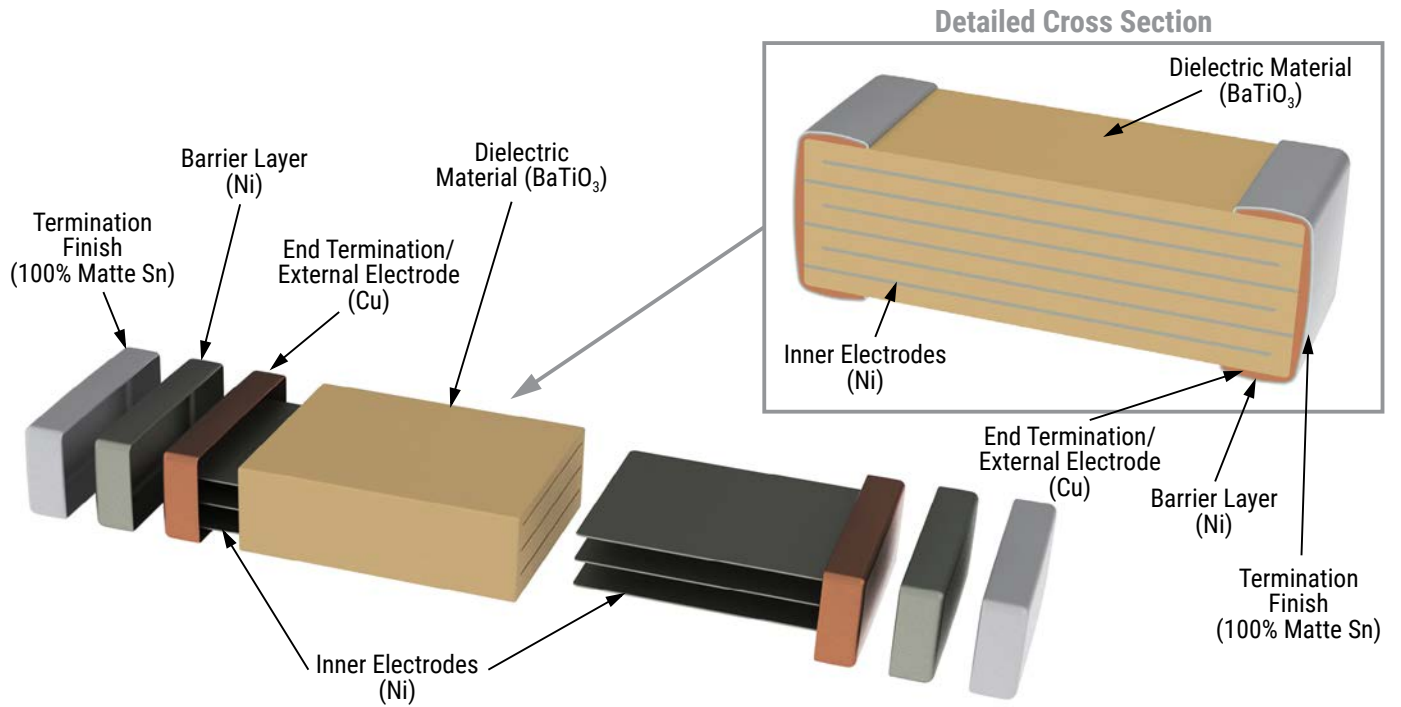 Detailed Cross Section
Dielectric Material
(BaTiO₃)
Inner Electrodes
(Ni)
End Termination/
External Electrode
(Cu)
Barrier Layer
(Ni)
Termination
Finish
(100% Matte Sn)
Termination
Finish
(100% Matte Sn)
Barrier Layer
(Ni)
End Termination/
External Electrode
(Cu)
Dielectric
Material (BaTiO₃)
Inner Electrodes
(Ni)